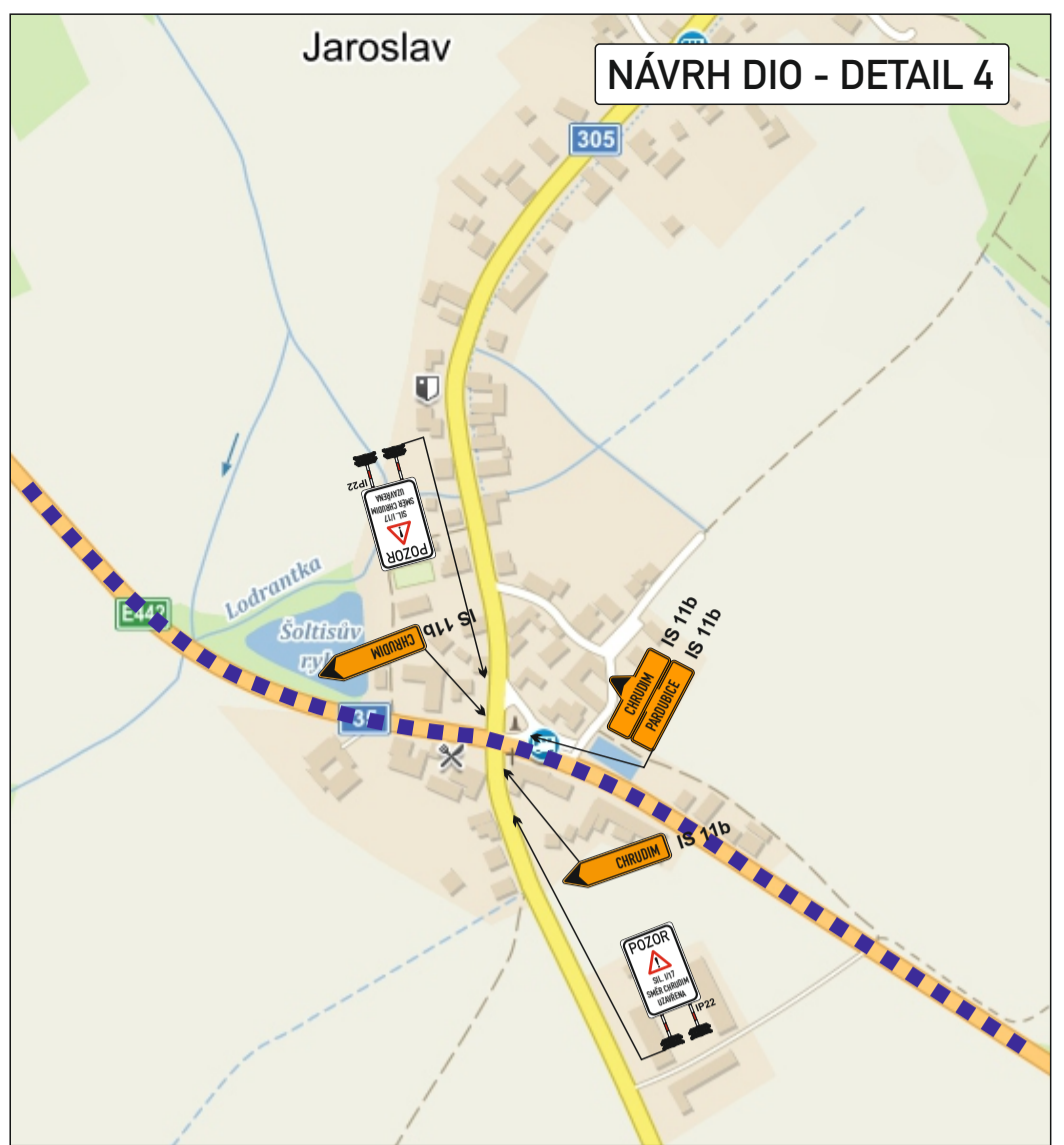 Jaroslav
NÁVRH DIO - DETAIL 4
305
IP22
POZOR
SIL. I/17
SMĚR CHRUDIM
UZAVŘENA
E442
Lodrantka
Šoltisův
ryb
IS 11b
CHRUDIM
IS 11b
IS 11b
CHRUDIM
PARDUBICE
35
IS 11b
CHRUDIM
POZOR
SIL. I/17
SMĚR CHRUDIM
UZAVŘENA
IP22